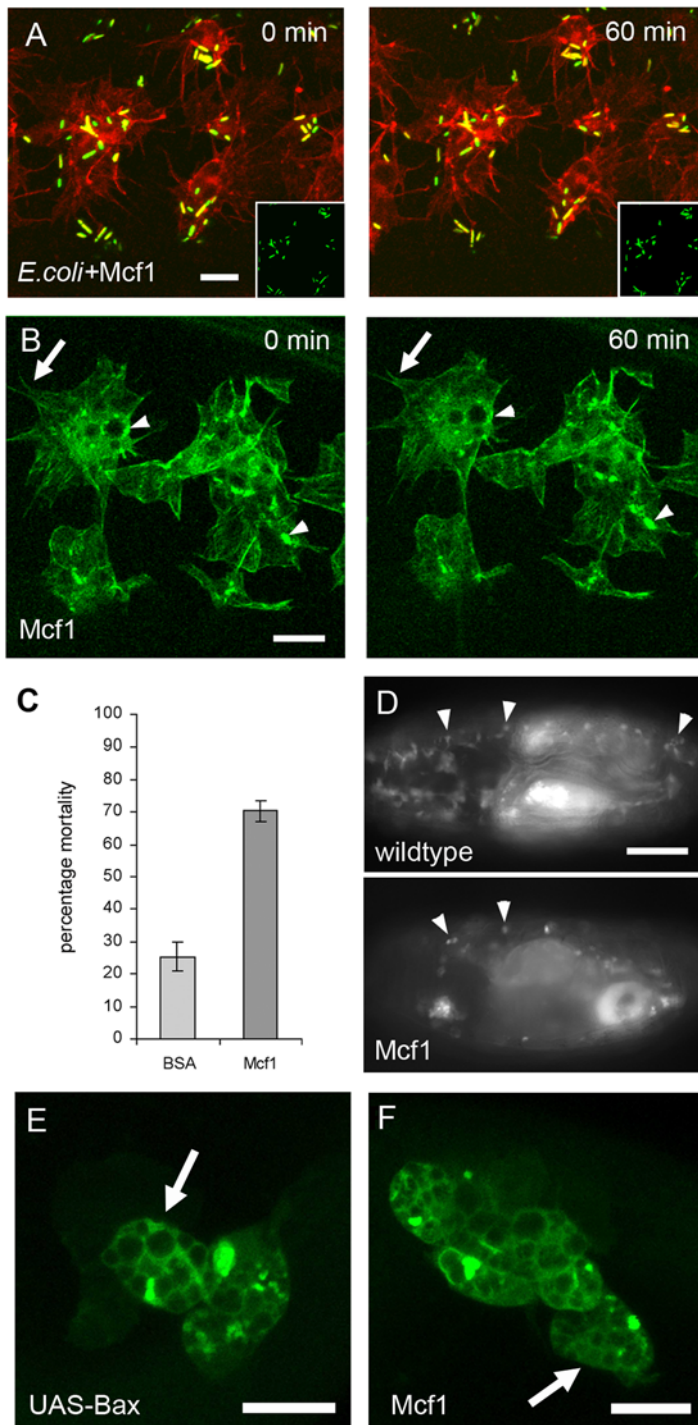 A
0 min
60 min
E.coli+Mcf1
B
0 min
60 min
Mcf1
C
percentage mortality
100
90
80
70
60
50
40
30
20
10
0
BSA
Mcf1
D
wildtype
Mcf1
E
UAS-Bax
F
Mcf1